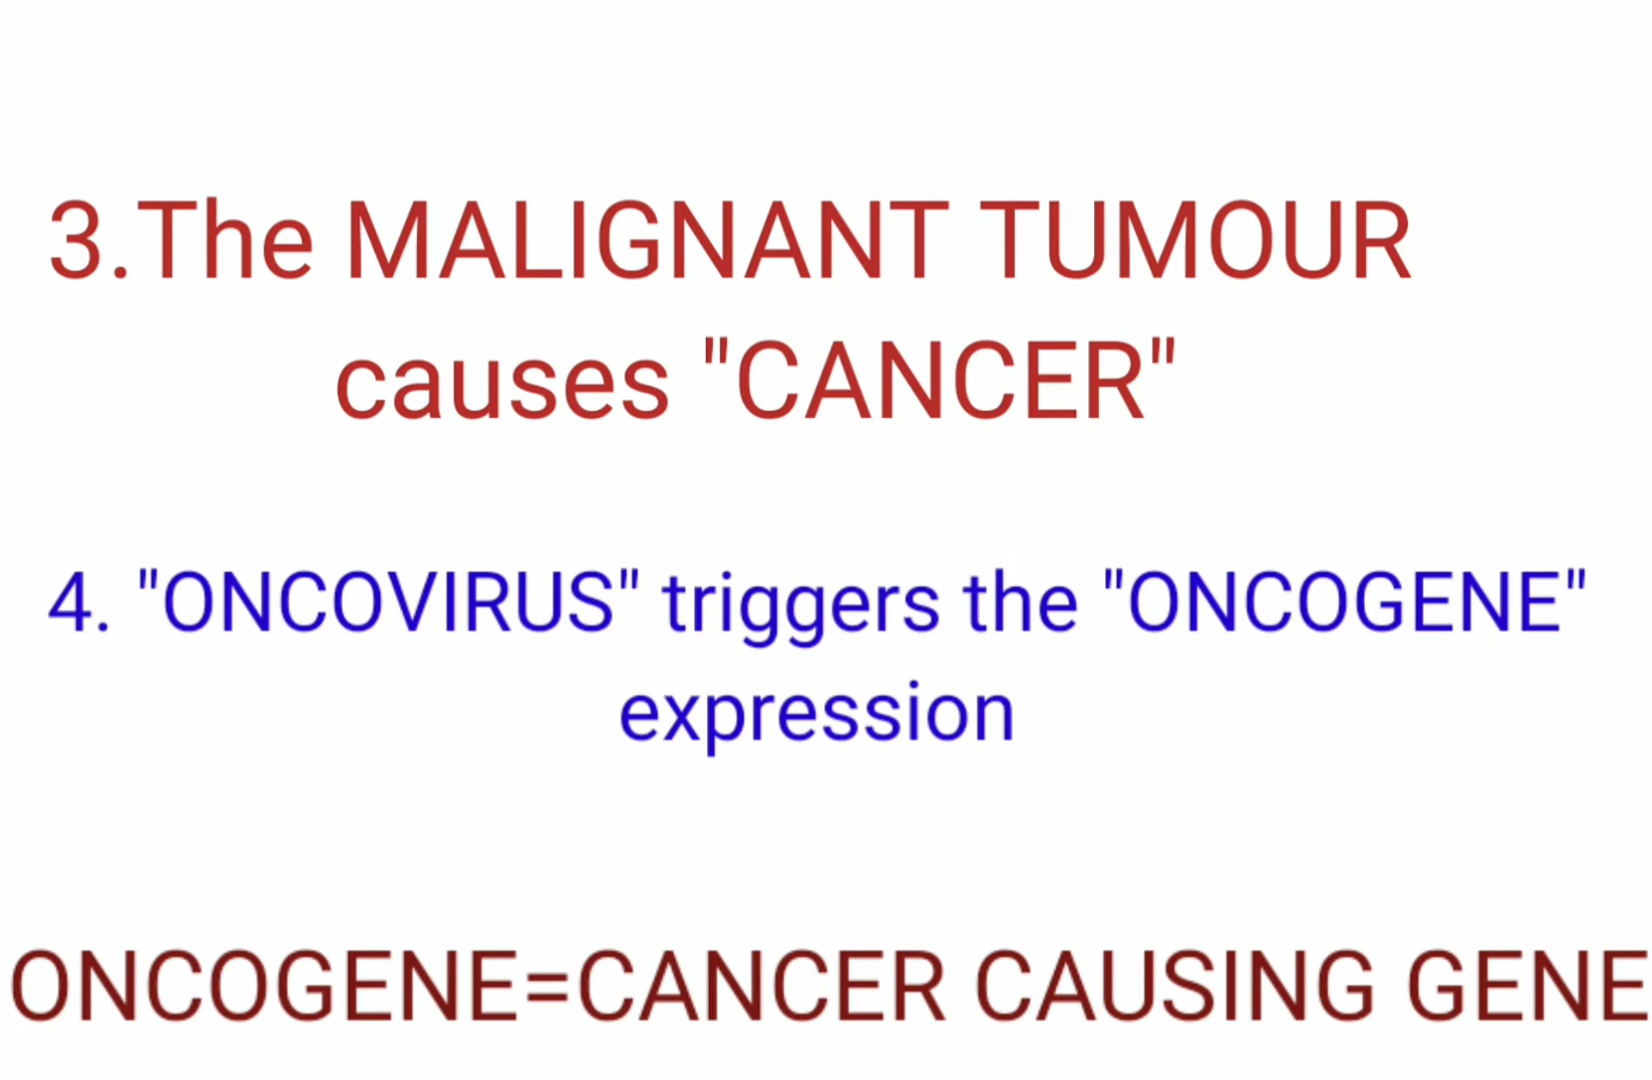 3.The MALIGNANT TUMOUR
causes "CANCER"
4. "ONCOVIRUS" triggers the "ONCOGENE"
expression
ONCOGENE=CANCER CAUSING GENE